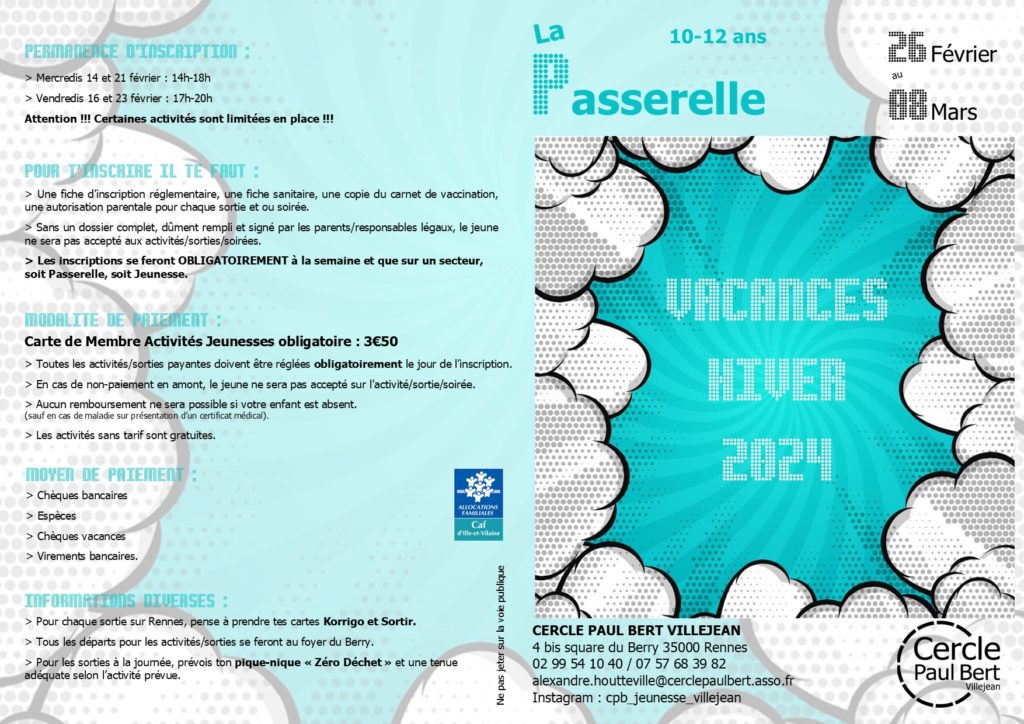 PERMANENCE D'INSCRIPTION :
> Mercredis 14 et 21 février : 14h-18h
> Vendredis 16 et 23 février : 17h-20h
Attention !!! Certaines activités sont limitées en place !!!
POUR T'INSCRIRE IL TE FAUT :
> Une fiche d'inscription réglementaire, une fiche sanitaire, une copie du carnet de vaccination,
une autorisation parentale pour chaque sortie et ou soirée.
> Sans un dossier complet, dûment rempli et signé par les parents/responsables légaux, le jeune
ne sera pas accepté aux activités/sorties/soirées.
> Les inscriptions se feront OBLIGATOIREMENT à la semaine et que sur un secteur,
soit Passerelle, soit Jeunesse.
MODALITE DE PAIEMENT :
Carte de Membre Activités Jeunesses obligatoire : 3€50
> Toutes les activités/sorties payantes doivent être réglées obligatoirement le jour de l'inscription.
> En cas de non-paiement en amont, le jeune ne sera pas accepté sur l'activité/sortie/soirée.
> Aucun remboursement ne sera possible si votre enfant est absent.
(sauf en cas de maladie sur présentation d'un certificat médical).
> Les activités sans tarif sont gratuites.
MOYEN DE PAIEMENT :
> Chèques bancaires
> Espèces
> Chèques vacances
> Virements bancaires.
ALLOCATIONS
FAMILIALES
Caf
d'Ille-et-Vilaine
INFORMATIONS DIVERSES :
> Pour chaque sortie sur Rennes, pense à prendre tes cartes Korrigo et Sortir.
> Tous les départs pour les activités/sorties se feront au foyer du Berry.
> Pour les sorties à la journée, prévois ton pique-nique « Zéro Déchet » et une tenue
adéquate selon l'activité prévue.
Ne pas jeter sur la voie publique
La
Passerelle
10-12 ans
26 Février
au
08 Mars
VACANCES
HIVER
2024
CERCLE PAUL BERT VILLEJEAN
4 bis square du Berry 35000 Rennes
02 99 54 10 40 / 07 57 68 39 82
alexandre.houtteville@cerclepaulbert.asso.fr
Instagram : cpb_jeunesse_villejean
Cercle
Paul Bert
Villejean